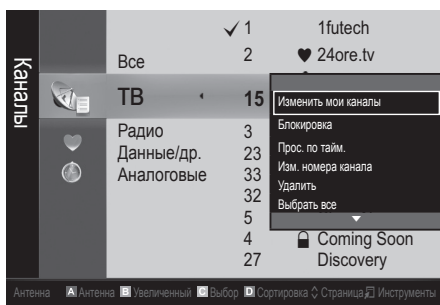 Каналы
1 1futech
Все 2 24ore.tv
ТВ 15
Радио 3
Данные/др. 23
Аналоговые 33
32
5
4 Coming Soon
27 Discovery
Изменить мои каналы
Блокировка
Прос. по тайм.
Изм. номера канала
Удалить
Выбрать все
Антенна A Антенна B Увеличенный C Выбор D Сортировка Страница Инструменты